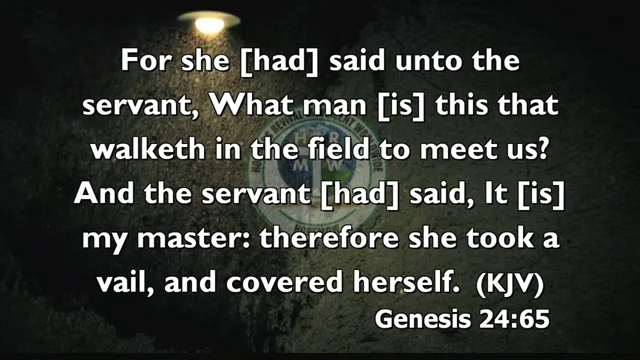 For she [had] said unto the
servant, What man [is] this that
walketh in the field to meet us?
And the servant [had] said, It [is]
my master: therefore she took a
vail, and covered herself. (KJV)
Genesis 24:65